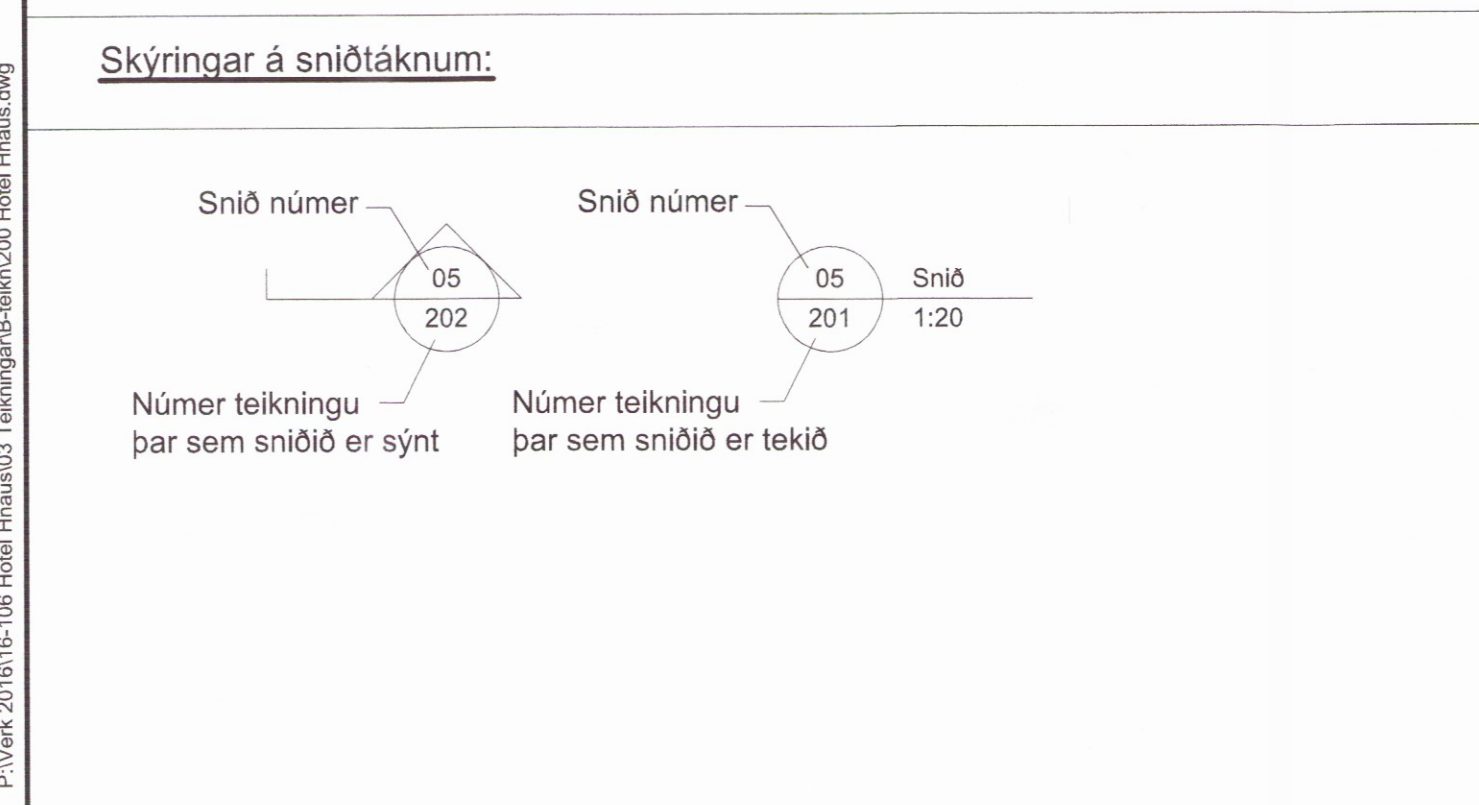 Skýringar á sniðtáknum:
Snið númer
05
202
Númer teikningu
þar sem sniðið er sýnt
Snið númer
05
201
Snið
1:20
Númer teikningu
þar sem sniðið er tekið
P:\Verk 2016\16-106 Hótel Hnaus\03 Teikningar\B-teikn\200 Hótel Hnaus.dwg